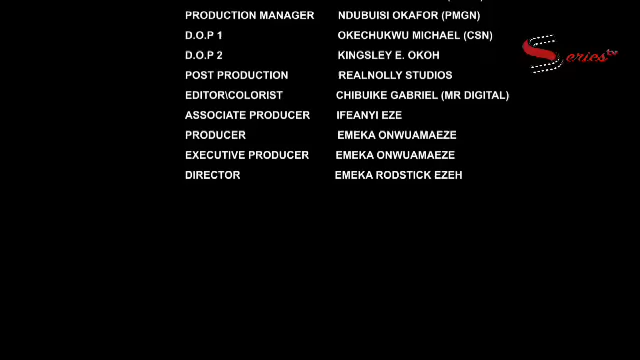 PRODUCTION MANAGER NDUBUISI OKAFOR (PMGN)
D.O.P 1 OKECHUKWU MICHAEL (CSN)
D.O.P 2 KINGSLEY E. OKOH
POST PRODUCTION REALNOLLY STUDIOS
EDITOR\COLORIST CHIBUIKE GABRIEL (MR DIGITAL)
ASSOCIATE PRODUCER IFEANYI EZE
PRODUCER EMEKA ONWUAMAEZE
EXECUTIVE PRODUCER EMEKA ONWUAMAEZE
DIRECTOR EMEKA RODSTICK EZEH
Series